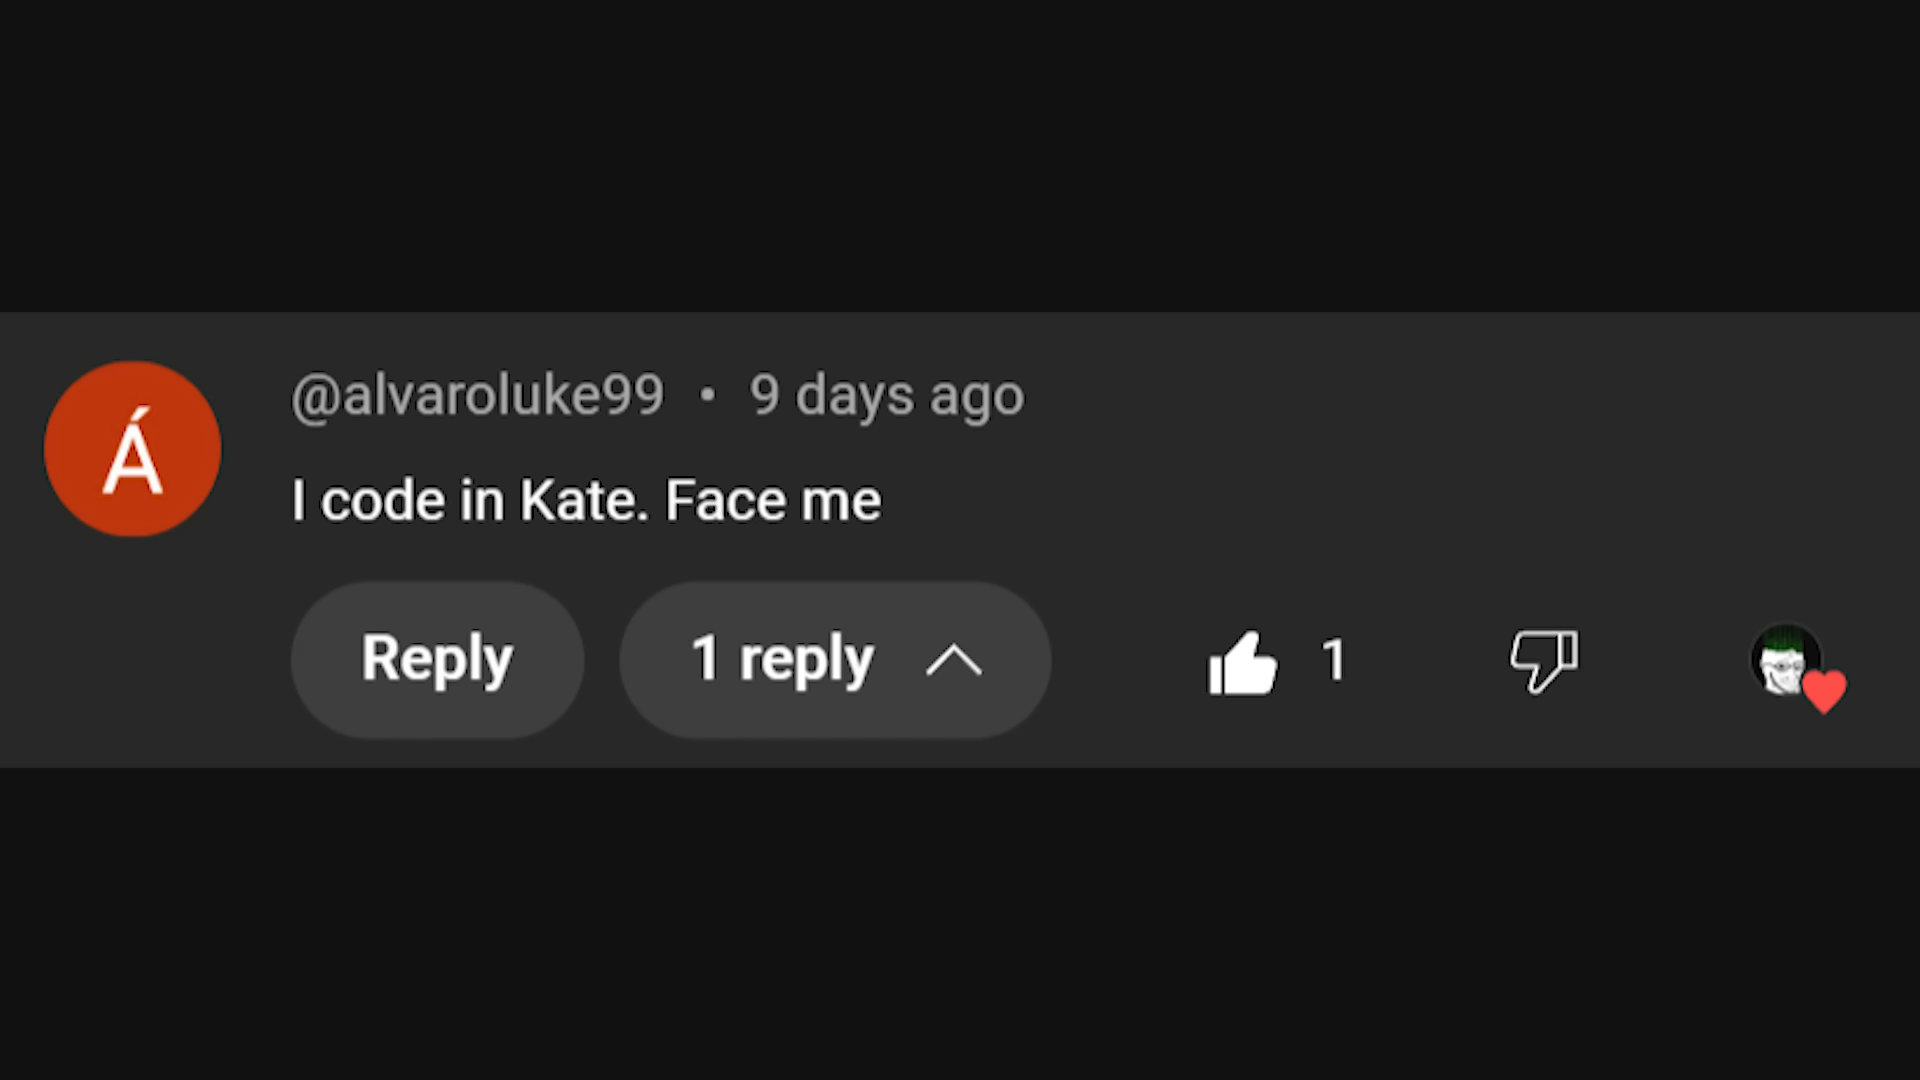 Á
@alvaroluke99 • 9 days ago
I code in Kate. Face me
Reply 1 reply 1